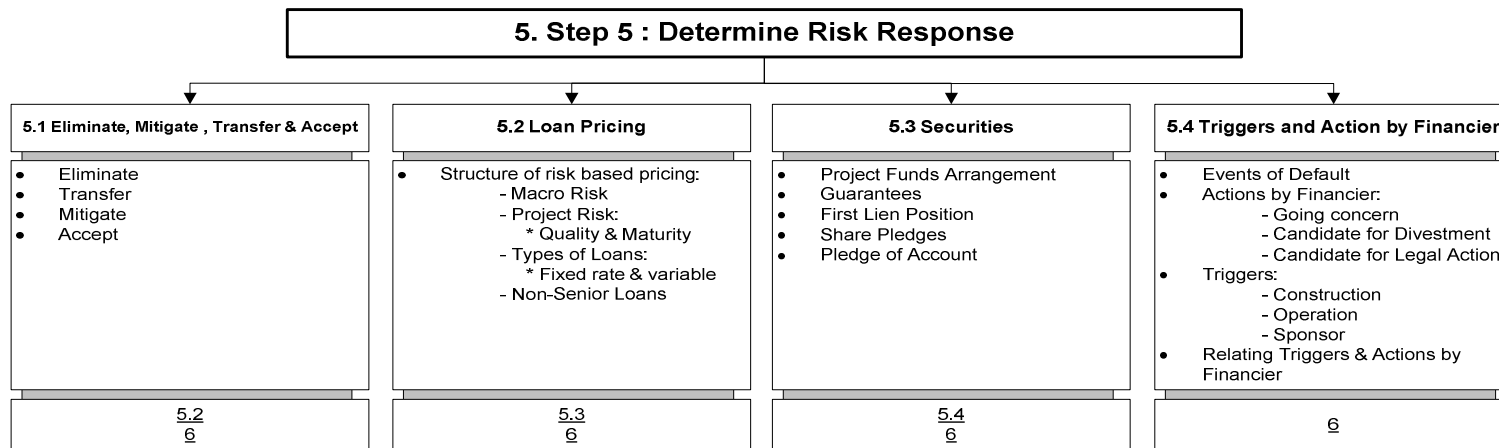 5. Step 5 : Determine Risk Response
5.1 Eliminate, Mitigate , Transfer & Accept
• Eliminate
• Transfer
• Mitigate
• Accept
5.2
6
5.2 Loan Pricing
• Structure of risk based pricing:
- Macro Risk
- Project Risk:
* Quality & Maturity
- Types of Loans:
* Fixed rate & variable
- Non-Senior Loans
5.3
6
5.3 Securities
• Project Funds Arrangement
• Guarantees
• First Lien Position
• Share Pledges
• Pledge of Account
5.4
6
5.4 Triggers and Action by Financier
• Events of Default
• Actions by Financier:
- Going concern
- Candidate for Divestment
- Candidate for Legal Action
• Triggers:
- Construction
- Operation
- Sponsor
• Relating Triggers & Actions by
Financier
6